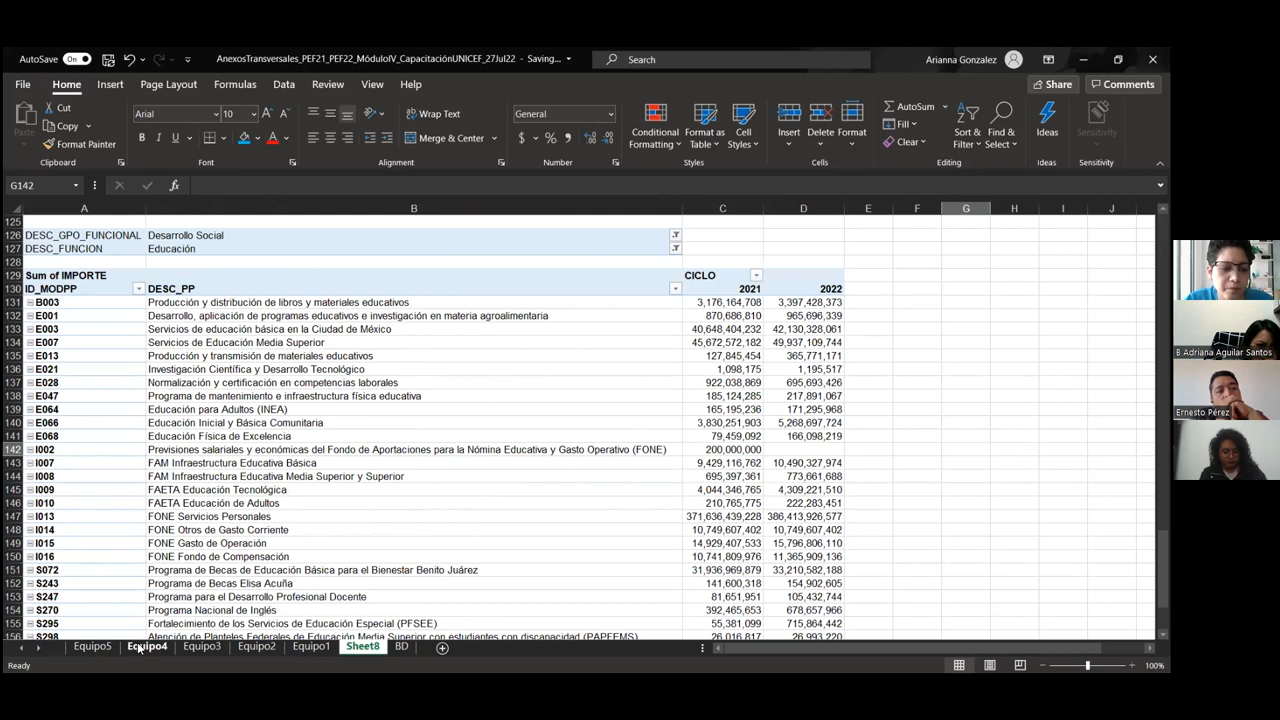 AutoSave On AnexosTransversales_PEF21_PEF22_MóduloIV_CapacitaciónUNICEF_27Jul22 - Saving... Search Arianna Gonzalez
File Home Insert Page Layout Formulas Data Review View Help Share Comments
Cut
Copy
Format Painter
Paste
Arial 10
B I U
Wrap Text
Merge & Center
General
$ % ,
Conditional Formatting
Format as Table
Cell Styles
Insert Delete Format
AutoSum
Fill
Clear
Sort & Filter
Find & Select
Ideas
Sensitivity
Clipboard Font Alignment Number Styles Cells Editing Ideas Sensitivity
G142 fx
A B C D E F G H I J
125
126 DESC_GPO_FUNCIONAL Desarrollo Social
127 DESC_FUNCION Educación
128
129 Sum of IMPORTE CICLO
130 ID_MODPP DESC_PP 2021 2022
131 B003 Producción y distribución de libros y materiales educativos 3,176,164,708 3,397,428,373
132 E001 Desarrollo, aplicación de programas educativos e investigación en materia agroalimentaria 870,686,810 965,696,339
133 E003 Servicios de educación básica en la Ciudad de México 40,648,404,232 42,130,328,061
134 E007 Servicios de Educación Media Superior 45,672,572,182 49,937,109,744
135 E013 Producción y transmisión de materiales educativos 127,845,454 365,771,171
136 E021 Investigación Científica y Desarrollo Tecnológico 1,098,175 1,195,517
137 E028 Normalización y certificación en competencias laborales 922,038,869 695,693,426
138 E047 Programa de mantenimiento e infraestructura física educativa 185,124,285 217,891,067
139 E064 Educación para Adultos (INEA) 165,195,236 171,295,968
140 E066 Educación Inicial y Básica Comunitaria 3,830,251,903 5,268,697,724
141 E068 Educación Física de Excelencia 79,459,092 166,098,219
142 I002 Previsiones salariales y económicas del Fondo de Aportaciones para la Nómina Educativa y Gasto Operativo (FONE) 200,000,000
143 I007 FAM Infraestructura Educativa Básica 9,429,116,762 10,490,327,974
144 I008 FAM Infraestructura Educativa Media Superior y Superior 695,397,361 773,661,688
145 I009 FAETA Educación Tecnológica 4,044,346,765 4,309,221,510
146 I010 FAETA Educación de Adultos 210,765,775 222,283,451
147 I013 FONE Servicios Personales 371,636,439,228 386,413,926,577
148 I014 FONE Otros de Gasto Corriente 10,749,607,402 10,749,607,402
149 I015 FONE Gasto de Operación 14,929,407,533 15,796,806,110
150 I016 FONE Fondo de Compensación 10,741,809,976 11,365,909,136
151 S072 Programa de Becas de Educación Básica para el Bienestar Benito Juárez 31,936,969,879 33,210,582,188
152 S243 Programa de Becas Elisa Acuña 141,600,318 154,902,605
153 S247 Programa para el Desarrollo Profesional Docente 81,651,951 105,432,744
154 S270 Programa Nacional de Inglés 392,465,653 678,657,966
155 S295 Fortalecimiento de los Servicios de Educación Especial (PFSEE) 55,381,099 715,864,442
156 S298 Atención de Planteles Federales de Educación Media Superior con estudiantes con discapacidad (PAPFEMS) 26,016,817 26,993,220
Equipo5 Equipo4 Equipo3 Equipo2 Equipo1 Sheet8 BD
Ready 100%
B Adriana Aguilar Santos
Ernesto Pérez